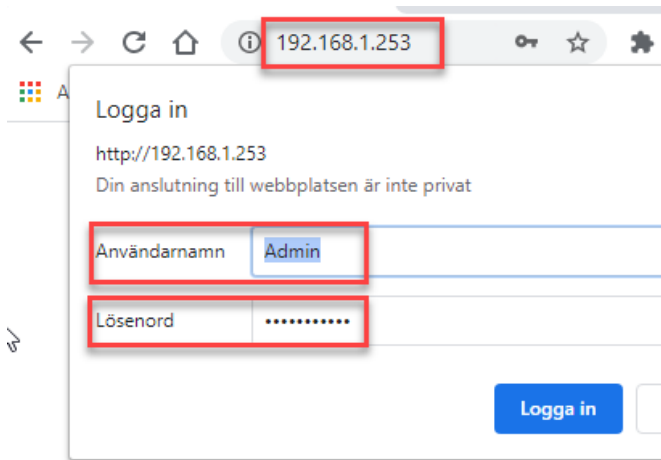 192.168.1.253
A
Logga in
http://192.168.1.253
Din anslutning till webbplatsen är inte privat
Användarnamn Admin
Lösenord •••••••••••
Logga in